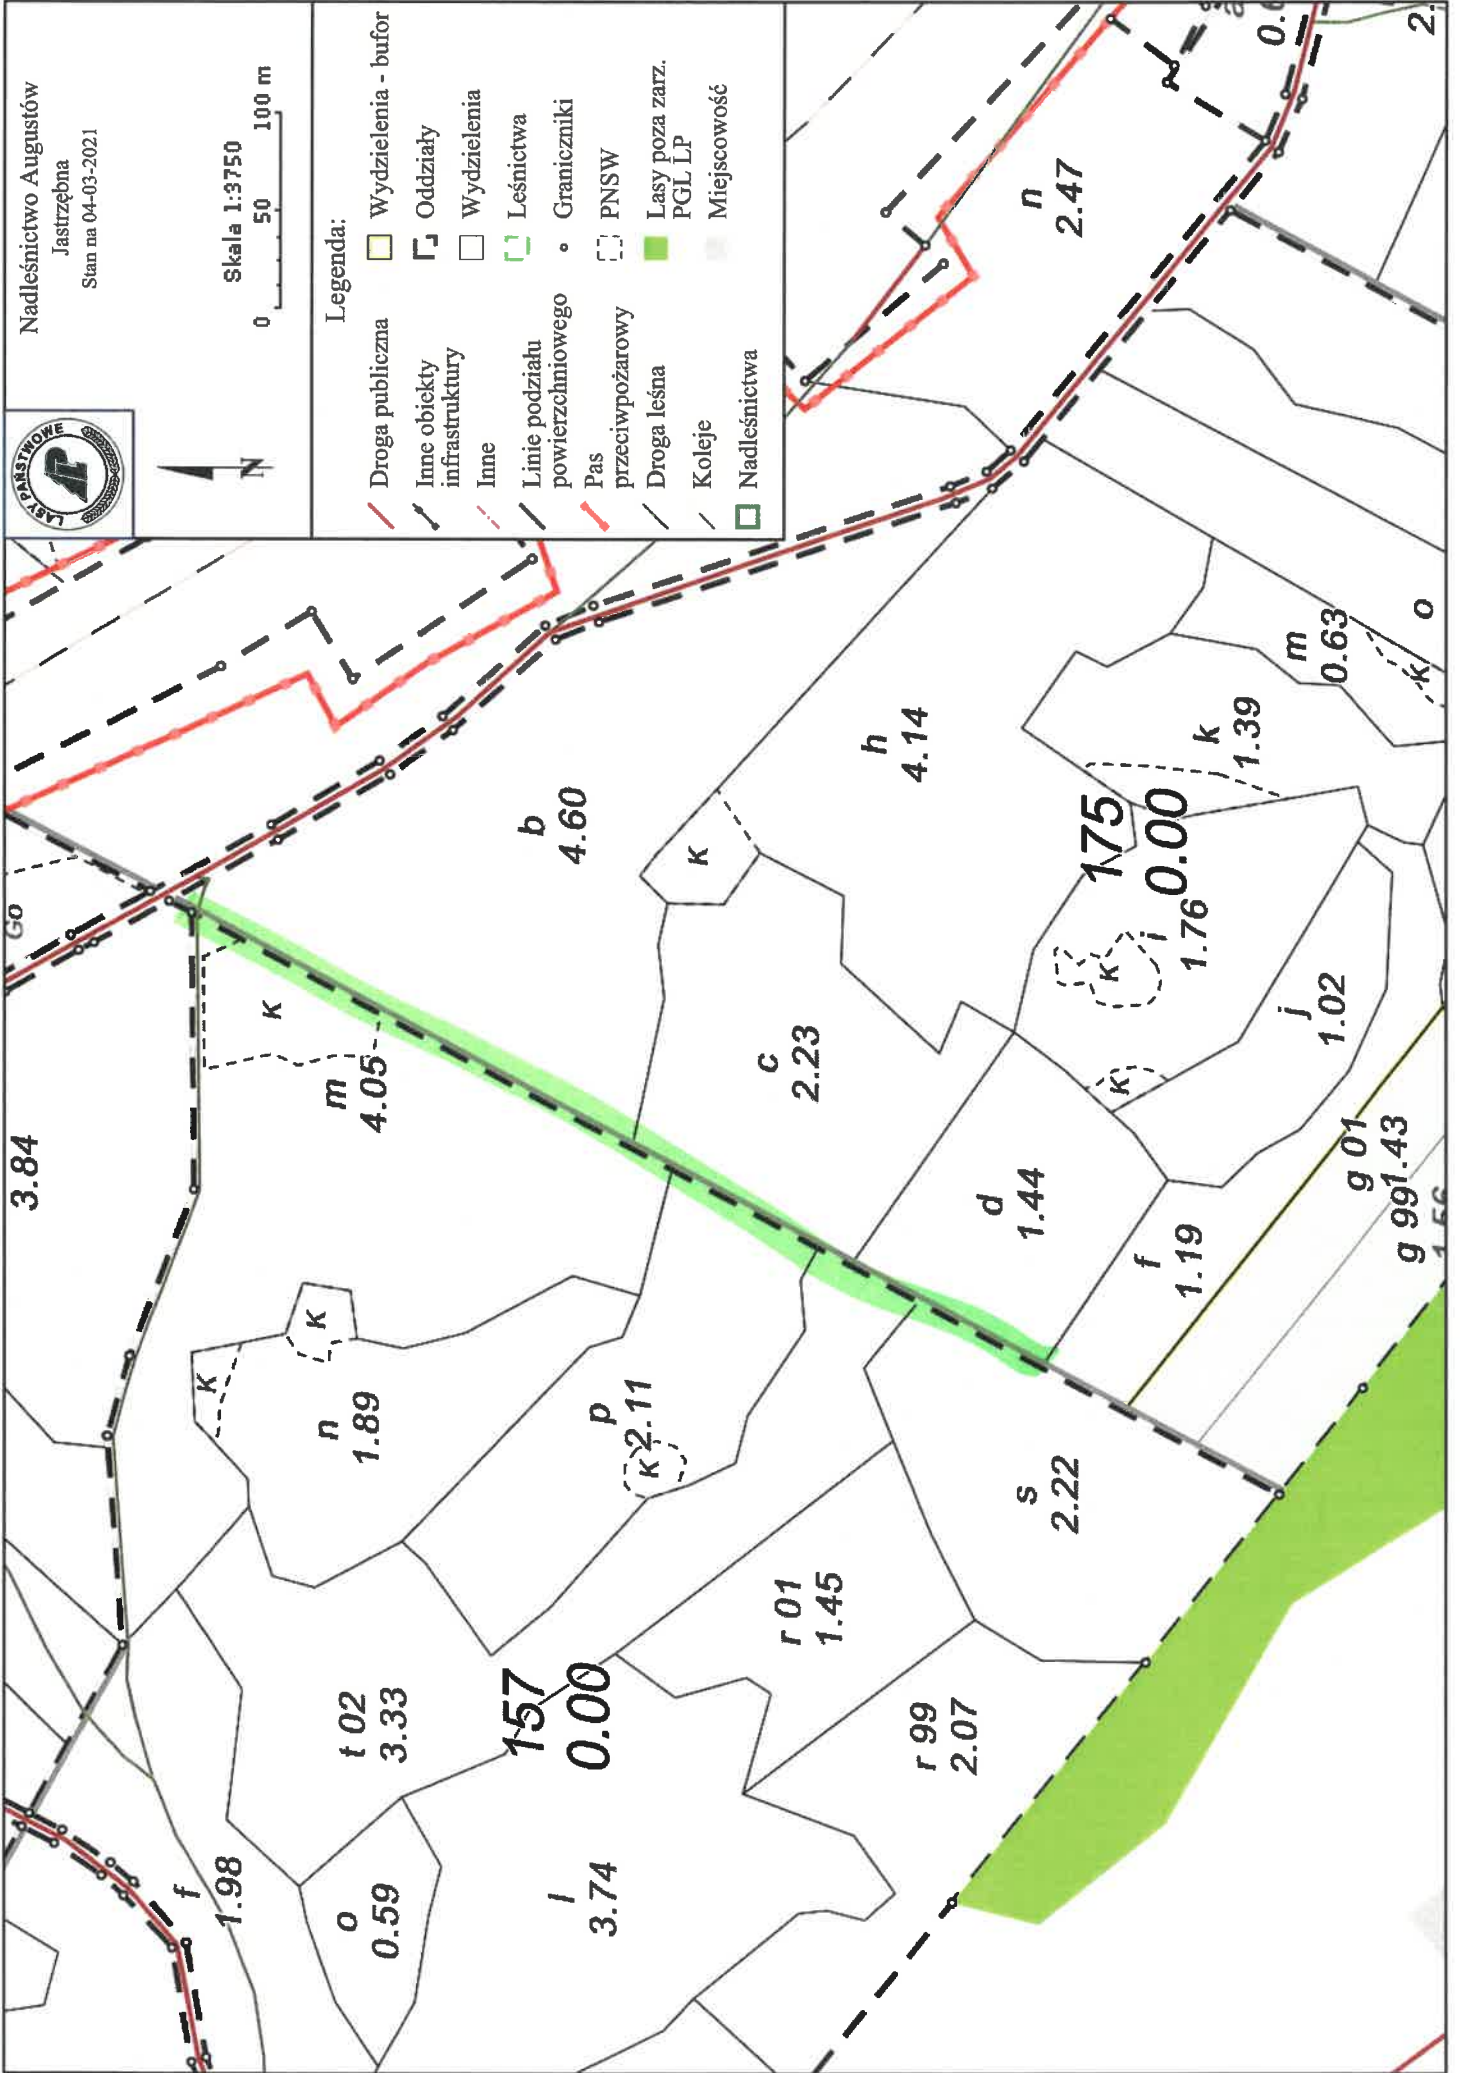 LASY PAŃSTWOWE
LP
N
Nadleśnictwo Augustów
Jastrzębna
Stan na 04-03-2021
Skala 1:3750
0 50 100 m
Legenda:
Droga publiczna
Inne obiekty
infrastruktury
Inne
Linie podziału
powierzchniowego
Pas
przeciwpożarowy
Droga leśna
Koleje
Nadleśnictwa
Wydzielenia - bufor
Oddziały
Wydzielenia
Leśnictwa
Graniczniki
PNSW
Lasy poza zarz.
PGL LP
Miejscowość
3.84
Go
K
m
4.05
b
4.60
K
n
1.89
K
K
p
2.11
K
t 02
3.33
157
0.00
o
0.59
f
1.98
l
3.74
r 01
1.45
r 99
2.07
s
2.22
c
2.23
K
h
4.14
d
1.44
f
1.19
175
0.00
i
1.76
K
K
j
1.02
k
1.39
m
0.63
K
o
n
2.47
g 01
1.43
g 99